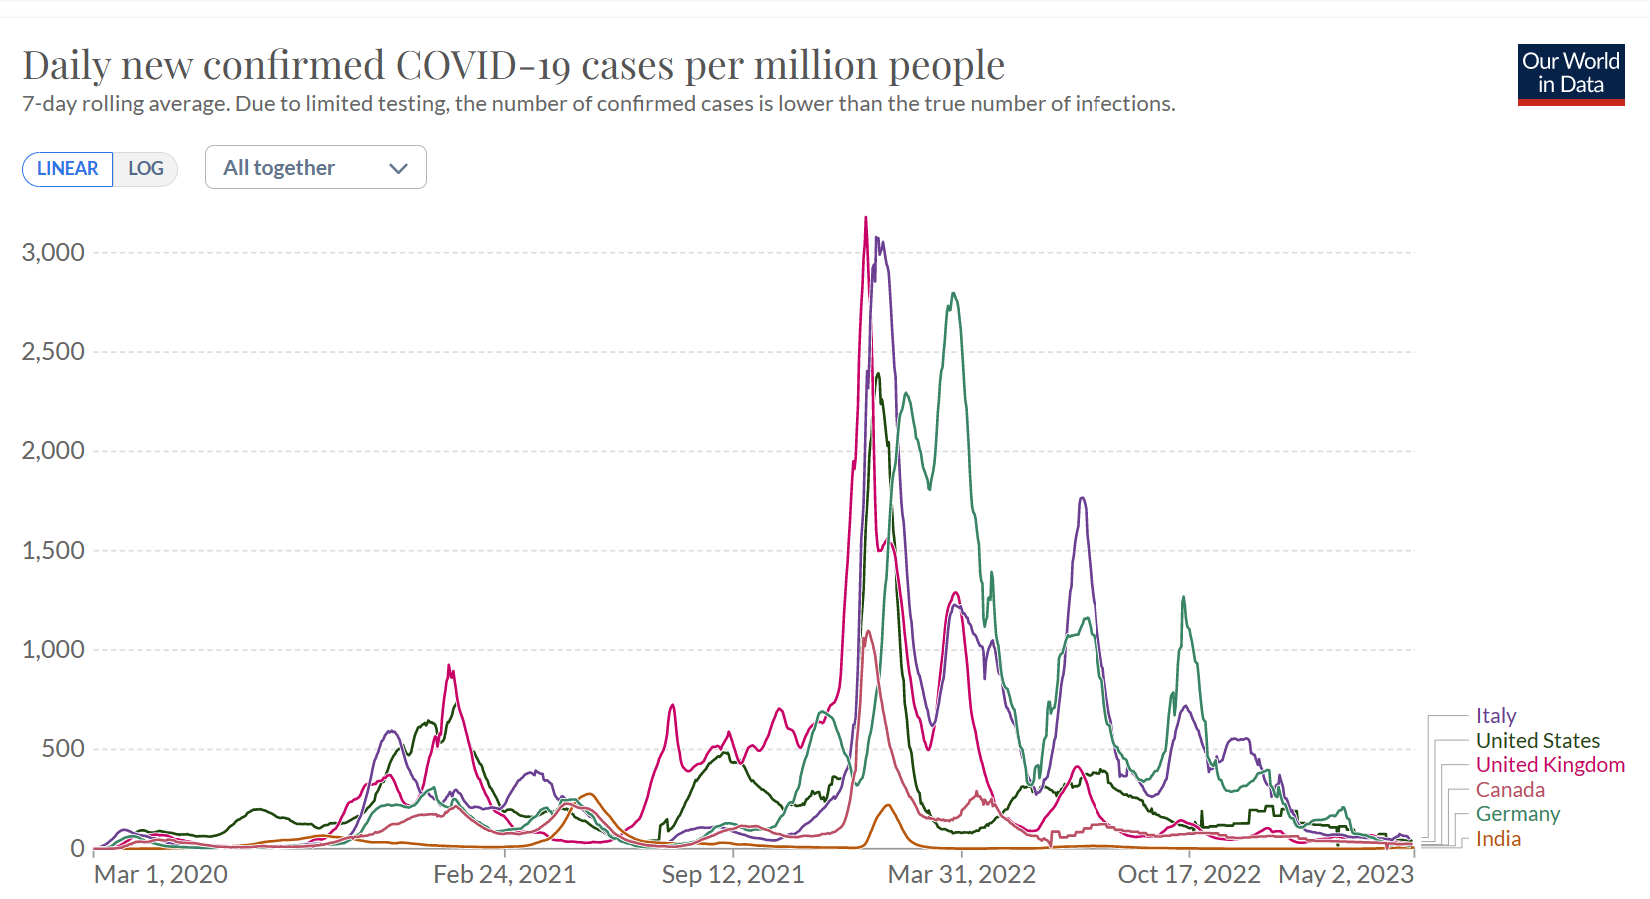 Daily new confirmed COVID-19 cases per million people
Our World
in Data
7-day rolling average. Due to limited testing, the number of confirmed cases is lower than the true number of infections.
LINEAR LOG All together
3,000
2,500
2,000
1,500
1,000
500
0
Italy
United States
United Kingdom
Canada
Germany
India
Mar 1, 2020 Feb 24, 2021 Sep 12, 2021 Mar 31, 2022 Oct 17, 2022 May 2, 2023